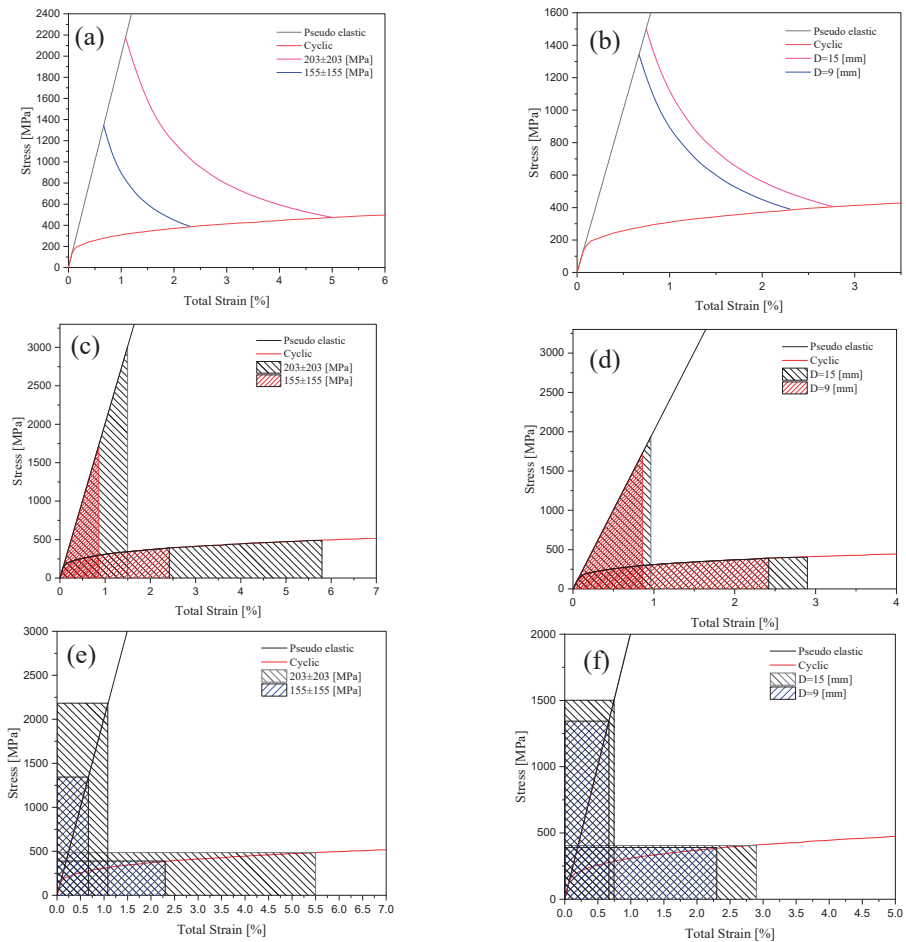 (a)
Pseudo elastic
Cyclic
203±203 [MPa]
155±155 [MPa]
Stress [MPa]
2400
2200
2000
1800
1600
1400
1200
1000
800
600
400
200
0
0 1 2 3 4 5 6
Total Strain [%]
(b)
Pseudo elastic
Cyclic
D=15 [mm]
D=9 [mm]
Stress [MPa]
1600
1400
1200
1000
800
600
400
200
0
0 1 2 3
Total Strain [%]
(c)
Pseudo elastic
Cyclic
203±203 [MPa]
155±155 [MPa]
Stress [MPa]
3000
2500
2000
1500
1000
500
0
0 1 2 3 4 5 6 7
Total Strain [%]
(d)
Pseudo elastic
Cyclic
D=15 [mm]
D=9 [mm]
Stress [MPa]
3000
2500
2000
1500
1000
500
0
0 1 2 3 4
Total Strain [%]
(e)
Pseudo elastic
Cyclic
203±203 [MPa]
155±155 [MPa]
Stress [MPa]
3000
2500
2000
1500
1000
500
0
0.0 0.5 1.0 1.5 2.0 2.5 3.0 3.5 4.0 4.5 5.0 5.5 6.0 6.5 7.0
Total Strain [%]
(f)
Pseudo elastic
Cyclic
D=15 [mm]
D=9 [mm]
Stress [MPa]
2000
1500
1000
500
0
0.0 0.5 1.0 1.5 2.0 2.5 3.0 3.5 4.0 4.5 5.0
Total Strain [%]